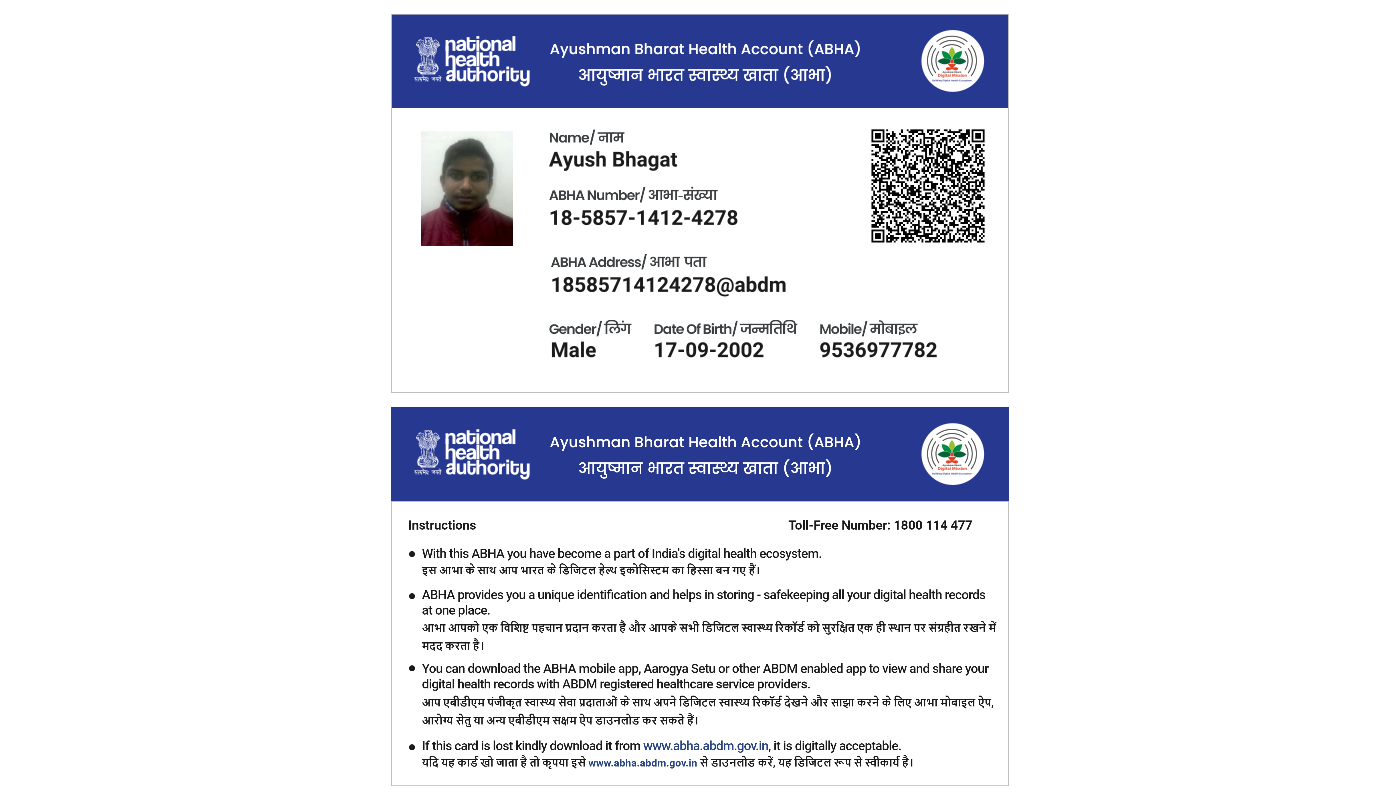 national
health
authority
सत्यमेव जयते
Ayushman Bharat Health Account (ABHA)
आयुष्मान भारत स्वास्थ्य खाता (आभा)
Digital Mission
Name/ नाम
Ayush Bhagat
ABHA Number/ आभा-संख्या
18-5857-1412-4278
ABHA Address/ आभा पता
18585714124278@abdm
Gender/ लिंग Date Of Birth/ जन्मतिथि Mobile/ मोबाइल
Male 17-09-2002 9536977782
national
health
authority
सत्यमेव जयते
Ayushman Bharat Health Account (ABHA)
आयुष्मान भारत स्वास्थ्य खाता (आभा)
Digital Mission
Instructions Toll-Free Number: 1800 114 477
With this ABHA you have become a part of India's digital health ecosystem.
इस आभा के साथ आप भारत के डिजिटल हेल्थ इकोसिस्टम का हिस्सा बन गए हैं।
ABHA provides you a unique identification and helps in storing - safekeeping all your digital health records
at one place.
आभा आपको एक विशिष्ट पहचान प्रदान करता है और आपके सभी डिजिटल स्वास्थ्य रिकॉर्ड को सुरक्षित एक ही स्थान पर संग्रहीत रखने में
मदद करता है।
You can download the ABHA mobile app, Aarogya Setu or other ABDM enabled app to view and share your
digital health records with ABDM registered healthcare service providers.
आप एबीडीएम पंजीकृत स्वास्थ्य सेवा प्रदाताओं के साथ अपने डिजिटल स्वास्थ्य रिकॉर्ड देखने और साझा करने के लिए आभा मोबाइल ऐप,
आरोग्य सेतु या अन्य एबीडीएम सक्षम ऐप डाउनलोड कर सकते हैं।
If this card is lost kindly download it from www.abha.abdm.gov.in, it is digitally acceptable.
यदि यह कार्ड खो जाता है तो कृपया इसे www.abha.abdm.gov.in से डाउनलोड करें, यह डिजिटल रूप से स्वीकार्य है।